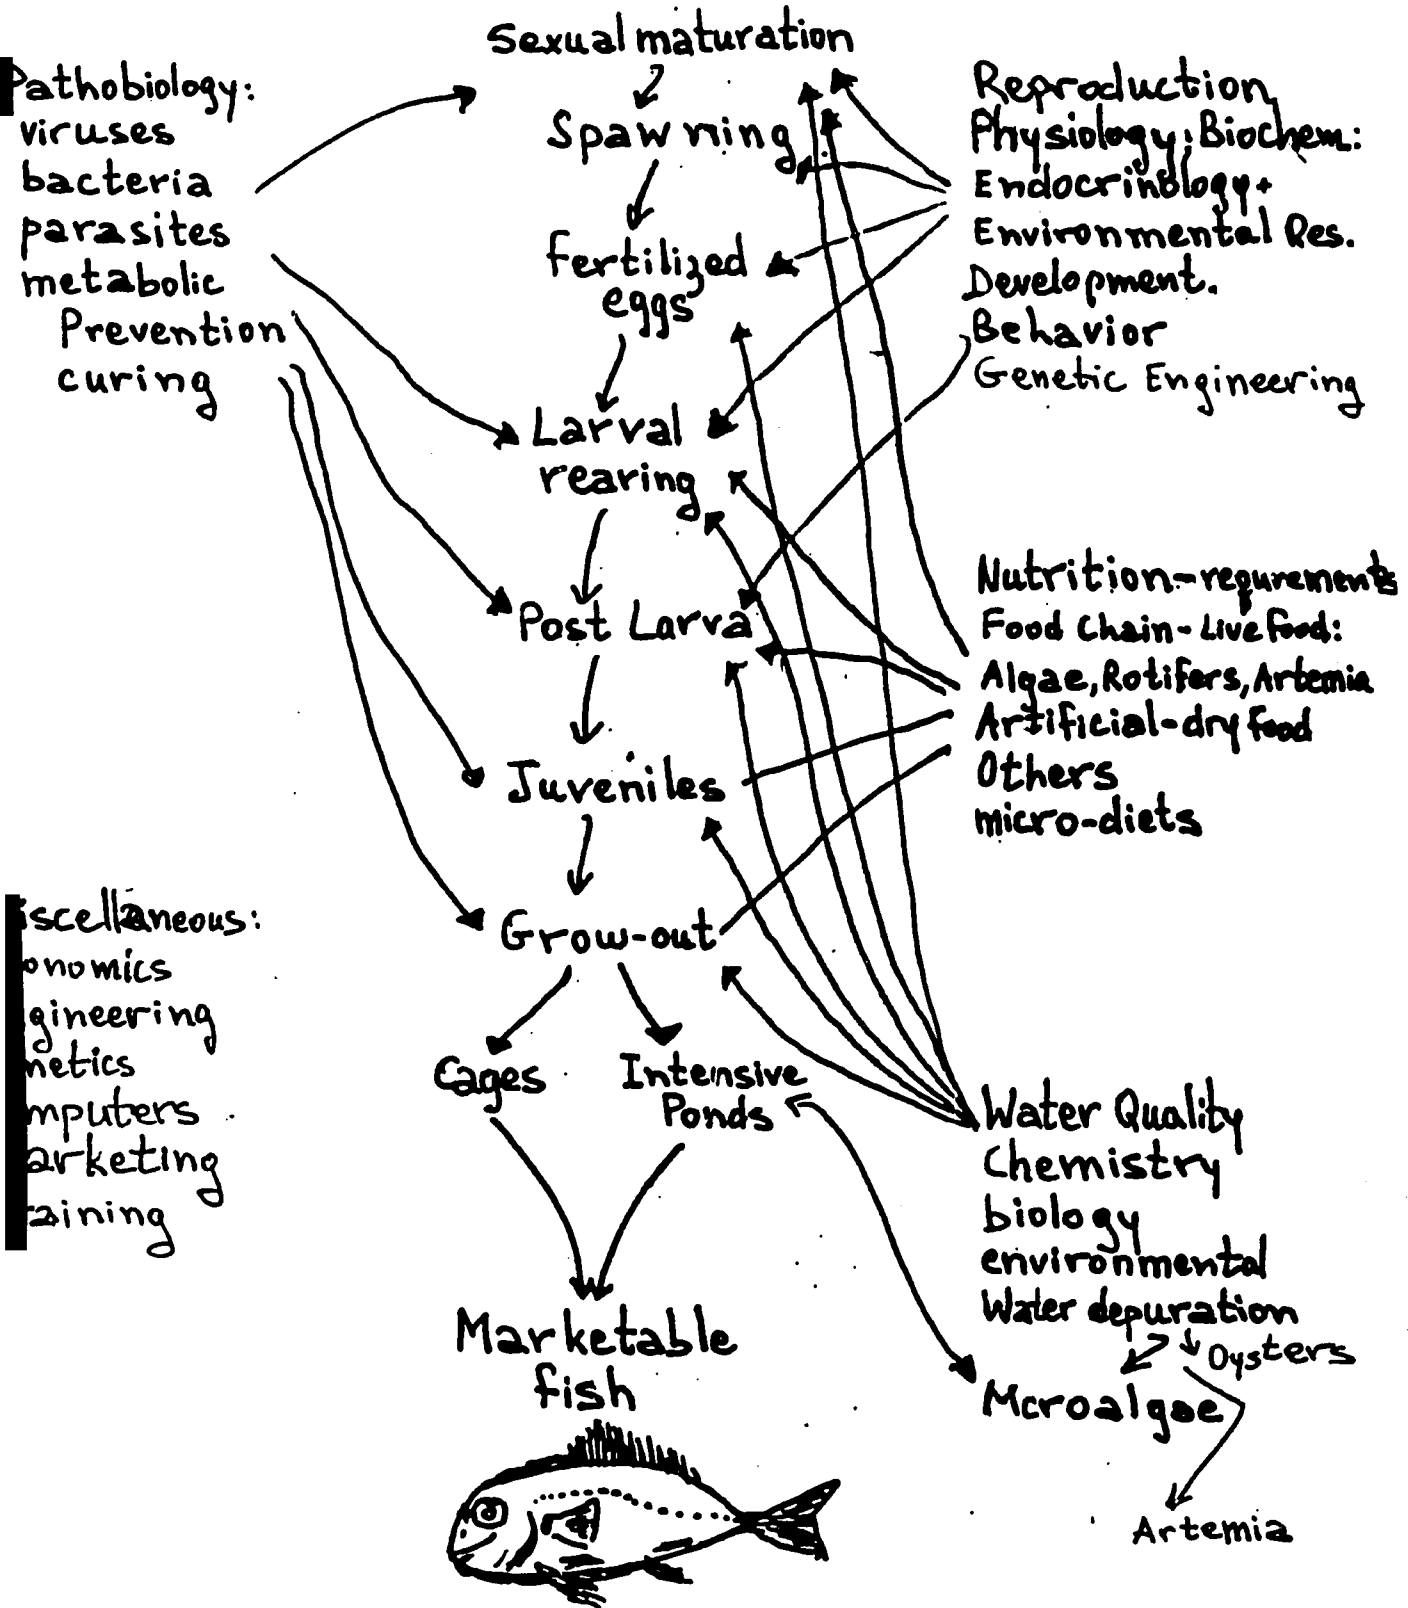 Sexual maturation
Spawning
Fertilized
eggs
Larval
rearing
Post Larva
Juveniles
Grow-out
Cages
Intensive
Ponds
Marketable
fish
Pathobiology:
viruses
bacteria
parasites
metabolic
Prevention
curing
iscellaneous:
onomics
gineering
netics
mputers
arketing
aining
Reproduction
Physiology; Biochem:
Endocrinology+
Environmental Res.
Development.
Behavior
Genetic Engineering
Nutrition-requrements
Food Chain-Live food:
Algae, Rotifers, Artemia
Artificial-dry food
Others
micro-diets
Water Quality
Chemistry
biology
environmental
Water depuration
Oysters
Mcroalgae
Artemia